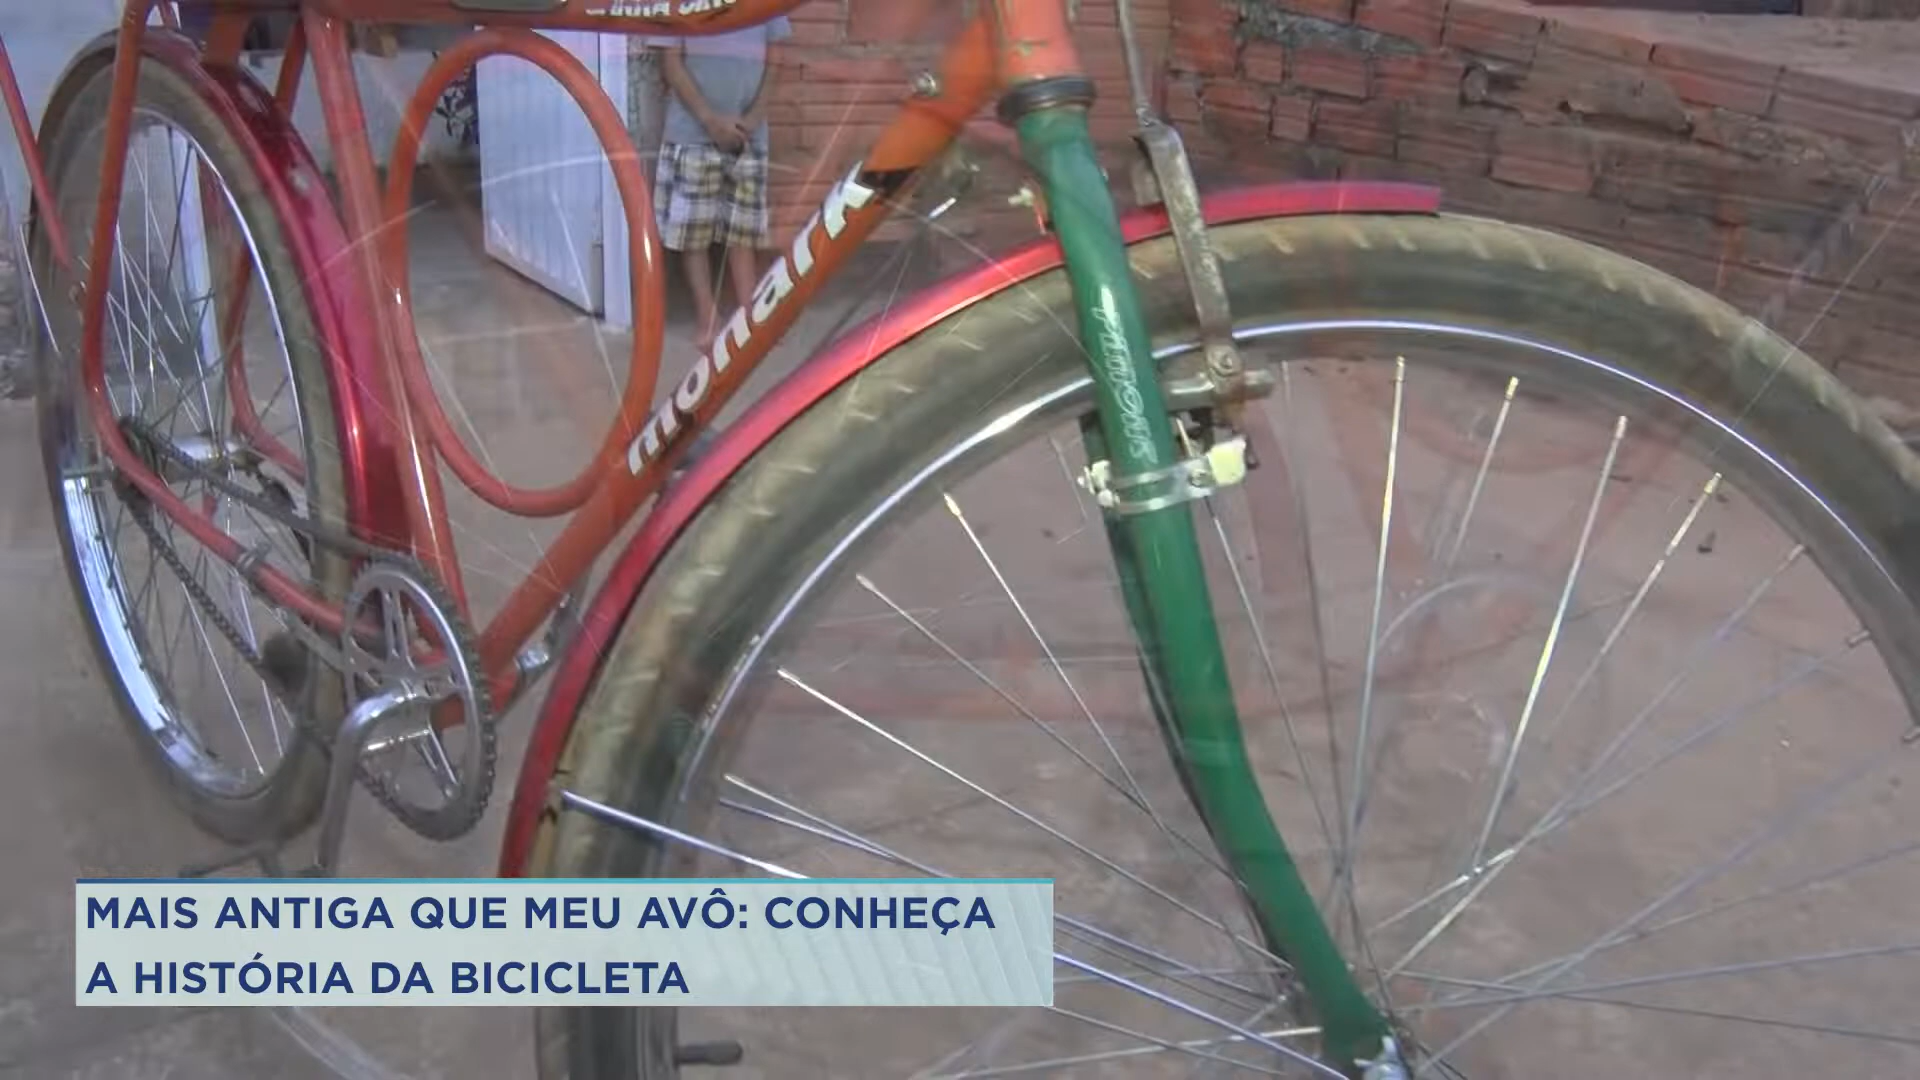 monark
MAIS ANTIGA QUE MEU AVÔ: CONHEÇA
A HISTÓRIA DA BICICLETA